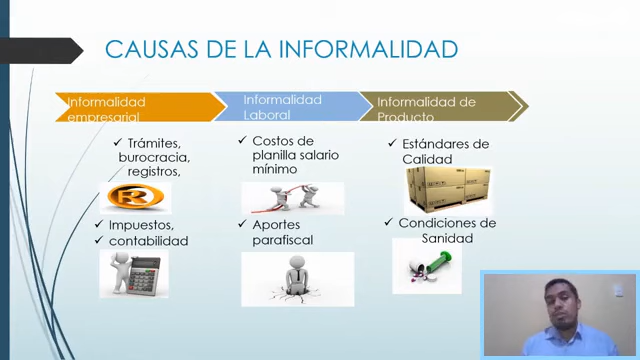 CAUSAS DE LA INFORMALIDAD
Informalidad
empresarial
Informalidad
Laboral
Informalidad de
Producto
✓ Trámites,
burocracia,
registros,
✓ Impuestos,
✓ contabilidad
✓ Costos de
planilla salario
mínimo
✓ Aportes
parafiscal
✓ Estándares de
Calidad
✓ Condiciones de
Sanidad